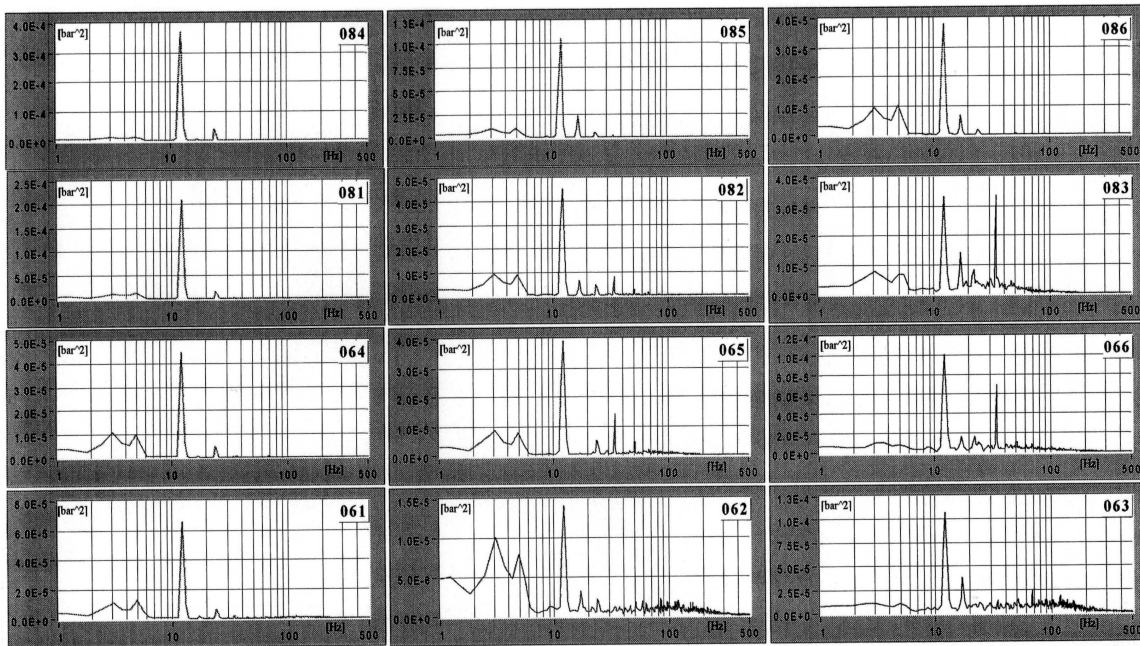 4.0E-4
[bar^2] 084
3.0E-4
2.0E-4
1.0E-4
0.0E+0
[Hz]
1 10 100 500
1.3E-4
[bar^2] 085
1.0E-4
7.5E-5
5.0E-5
2.5E-5
0.0E+0
[Hz]
1 10 100 500
4.0E-5
[bar^2] 086
3.0E-5
2.0E-5
1.0E-5
0.0E+0
[Hz]
1 10 100 500
2.5E-4
[bar^2] 081
2.0E-4
1.5E-4
1.0E-4
5.0E-5
0.0E+0
[Hz]
1 10 100 500
5.0E-5
[bar^2] 082
4.0E-5
3.0E-5
2.0E-5
1.0E-5
0.0E+0
[Hz]
1 10 100 500
4.0E-5
[bar^2] 083
3.0E-5
2.0E-5
1.0E-5
0.0E+0
[Hz]
1 10 100 500
5.0E-5
[bar^2] 064
4.0E-5
3.0E-5
2.0E-5
1.0E-5
0.0E+0
[Hz]
1 10 100 500
4.0E-5
[bar^2] 065
3.0E-5
2.0E-5
1.0E-5
0.0E+0
[Hz]
1 10 100 500
1.2E-4
[bar^2] 066
1.0E-4
8.0E-5
6.0E-5
4.0E-5
2.0E-5
0.0E+0
[Hz]
1 10 100 500
8.0E-5
[bar^2] 061
6.0E-5
4.0E-5
2.0E-5
0.0E+0
[Hz]
1 10 100 500
1.5E-5
[bar^2] 062
1.0E-5
5.0E-6
0.0E+0
[Hz]
1 10 100 500
1.3E-4
[bar^2] 063
1.0E-4
7.5E-5
5.0E-5
2.5E-5
0.0E+0
[Hz]
1 10 100 500